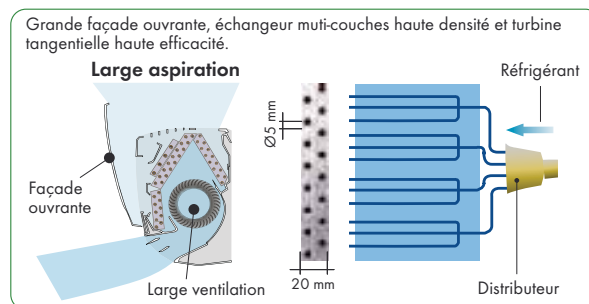 Grande façade ouvrante, échangeur muti-couches haute densité et turbine
tangentielle haute efficacité.
Large aspiration
Réfrigérant
Ø5 mm
Façade
ouvrante
Large ventilation
20 mm
Distributeur